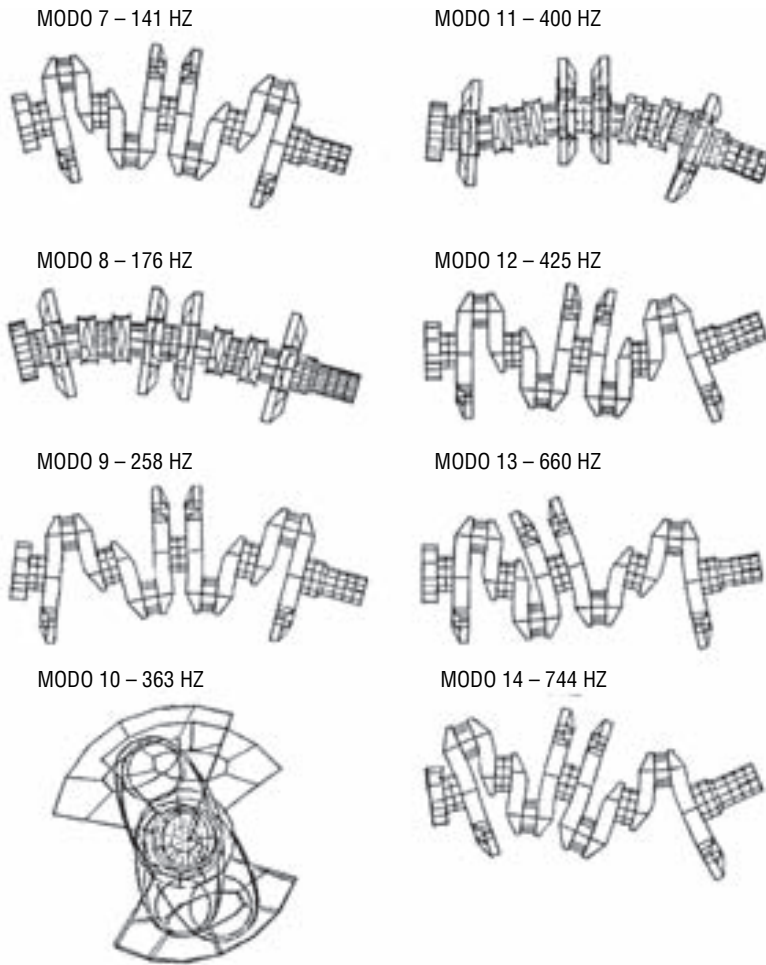 MODO 7 – 141 HZ
MODO 11 – 400 HZ
MODO 8 – 176 HZ
MODO 12 – 425 HZ
MODO 9 – 258 HZ
MODO 13 – 660 HZ
MODO 10 – 363 HZ
MODO 14 – 744 HZ